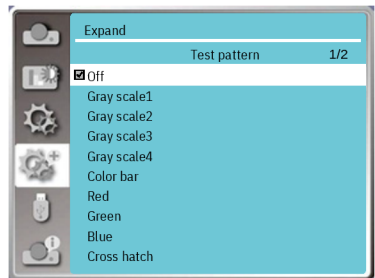 Expand
Test pattern 1/2
Off
Gray scale1
Gray scale2
Gray scale3
Gray scale4
Color bar
Red
Green
Blue
Cross hatch